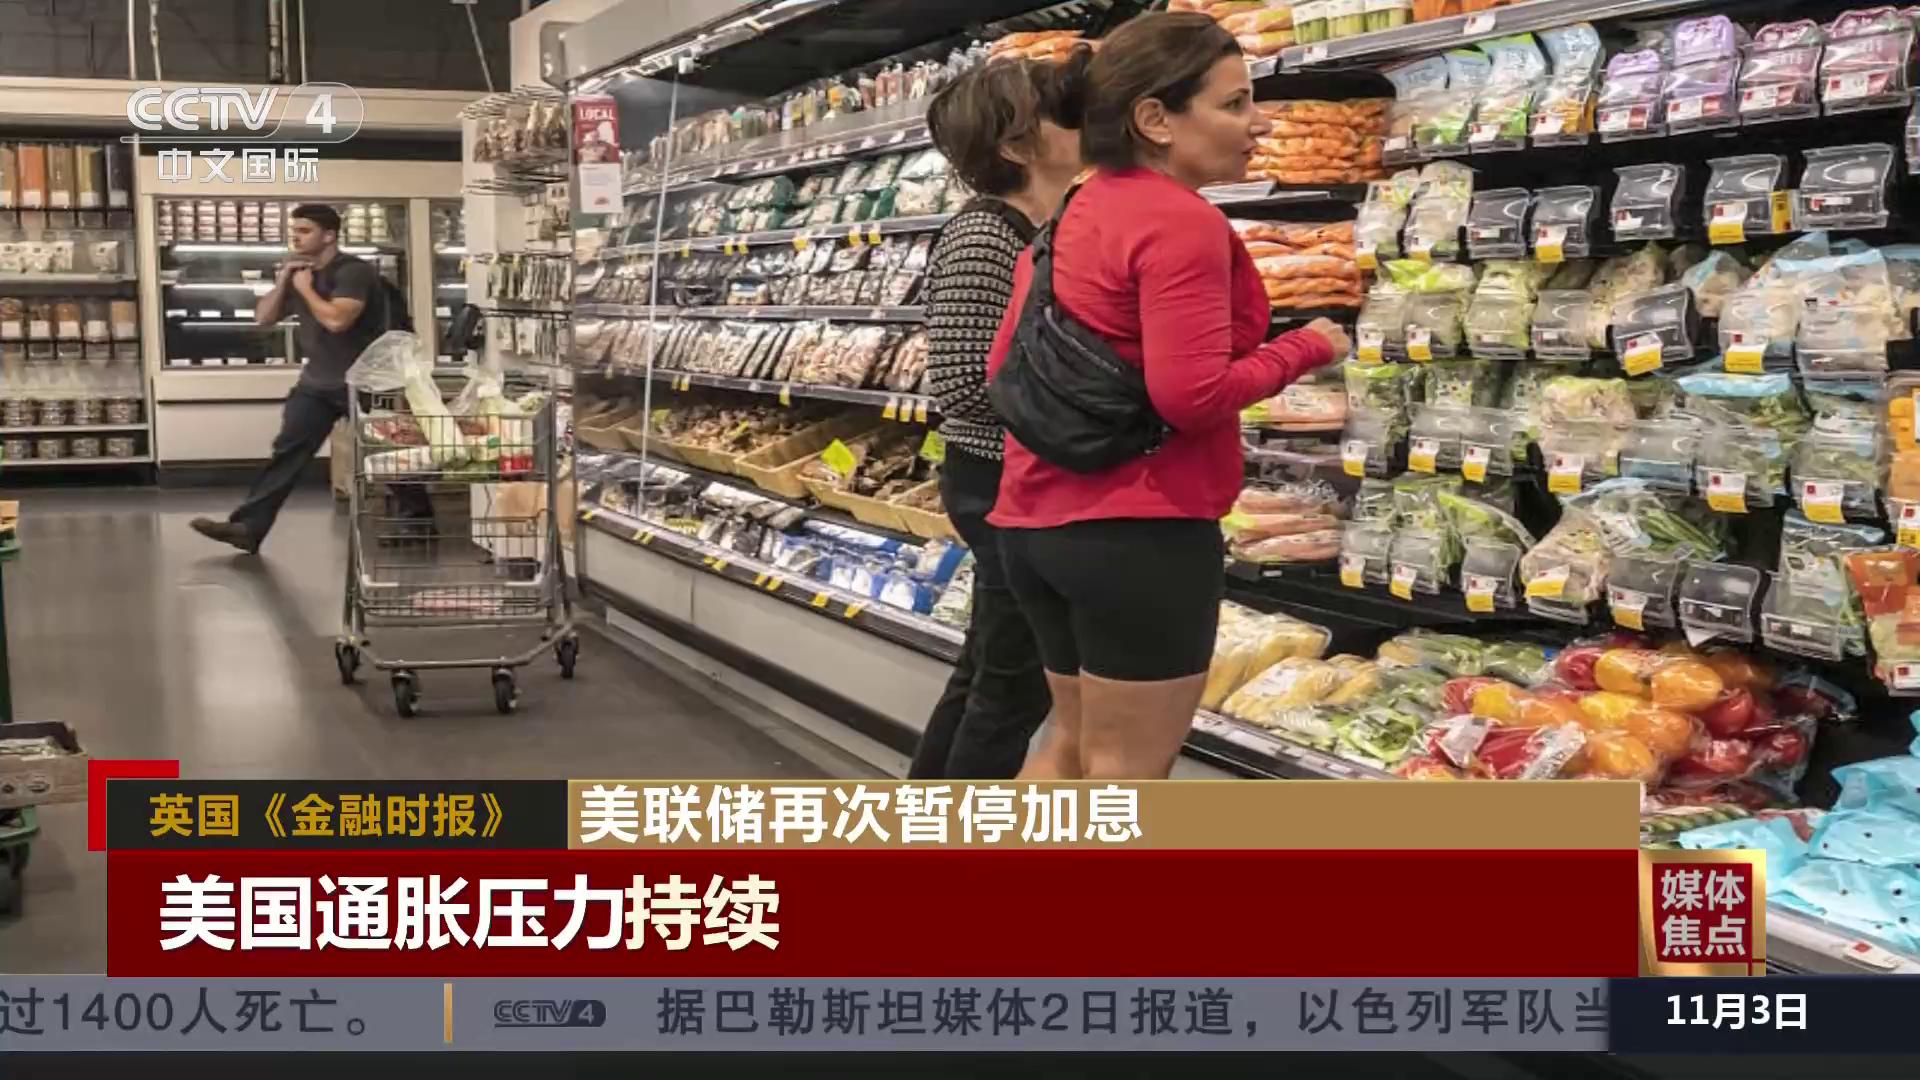 CCTV 4
中文国际
LOCAL
英国《金融时报》
美联储再次暂停加息
美国通胀压力持续
媒体
焦点
过1400人死亡。
CCTV 4
据巴勒斯坦媒体2日报道，以色列军队当
11月3日